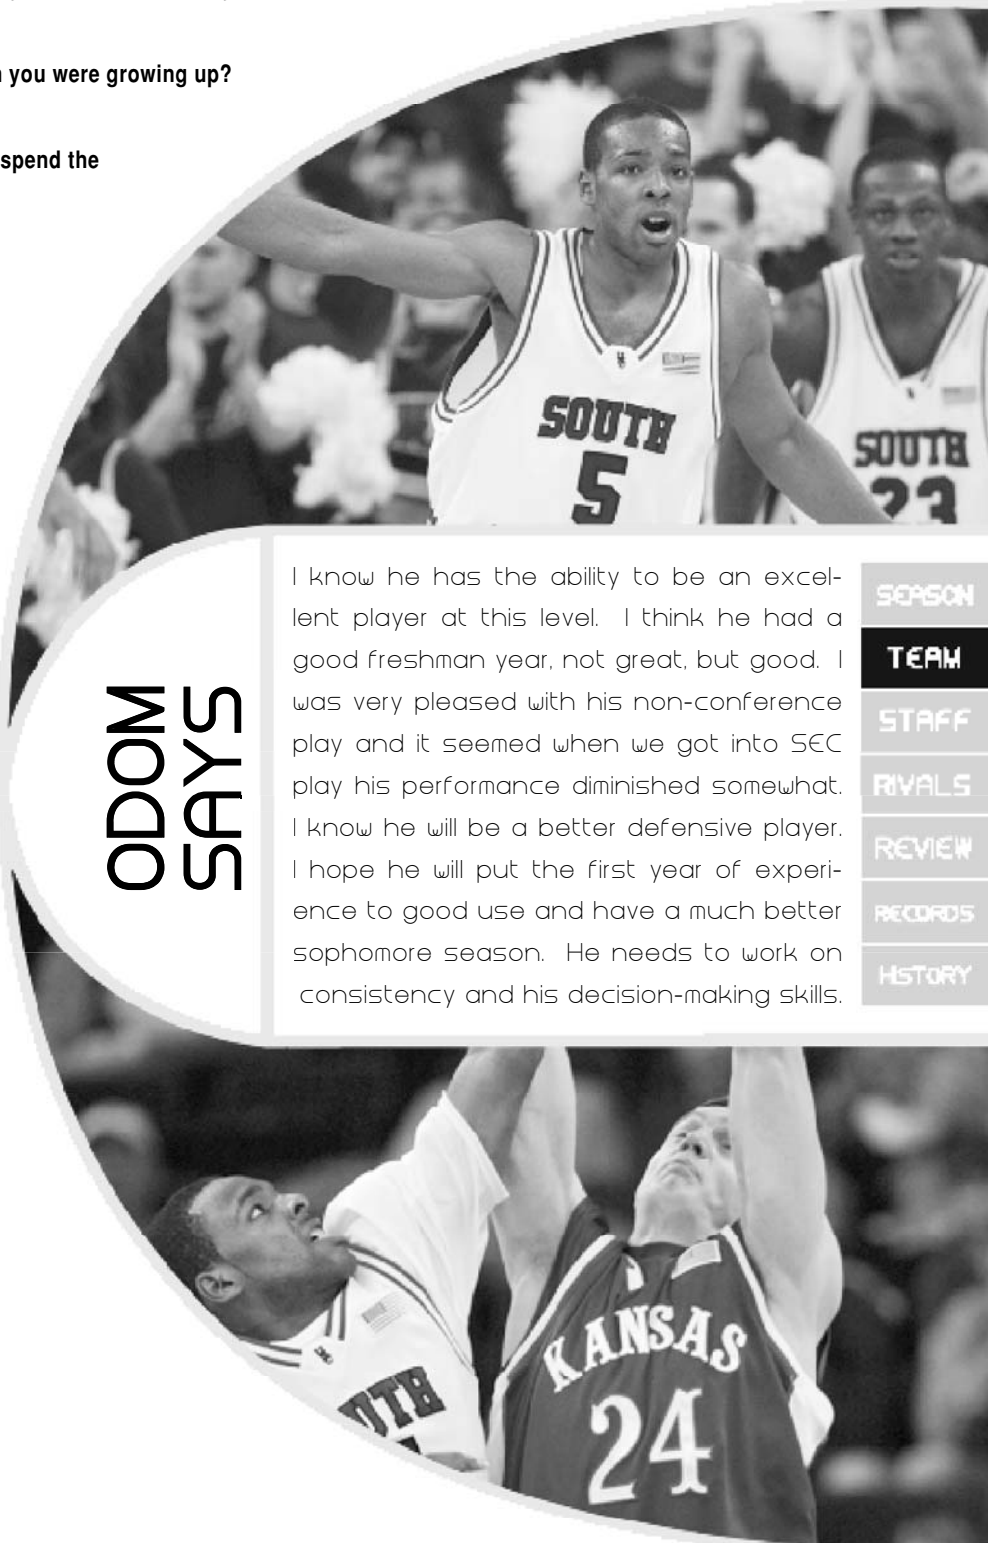 you were growing up?
spend the
SOUTH
5
SOUTH
23
ODOM
SAYS
I know he has the ability to be an excel-
lent player at this level. I think he had a
good freshman year, not great, but good. I
was very pleased with his non-conference
play and it seemed when we got into SEC
play his performance diminished somewhat.
I know he will be a better defensive player.
I hope he will put the first year of experi-
ence to good use and have a much better
sophomore season. He needs to work on
consistency and his decision-making skills.
SEASON
TEAM
STAFF
RIVALS
REVIEW
RECORDS
HISTORY
UTH
KANSAS
24